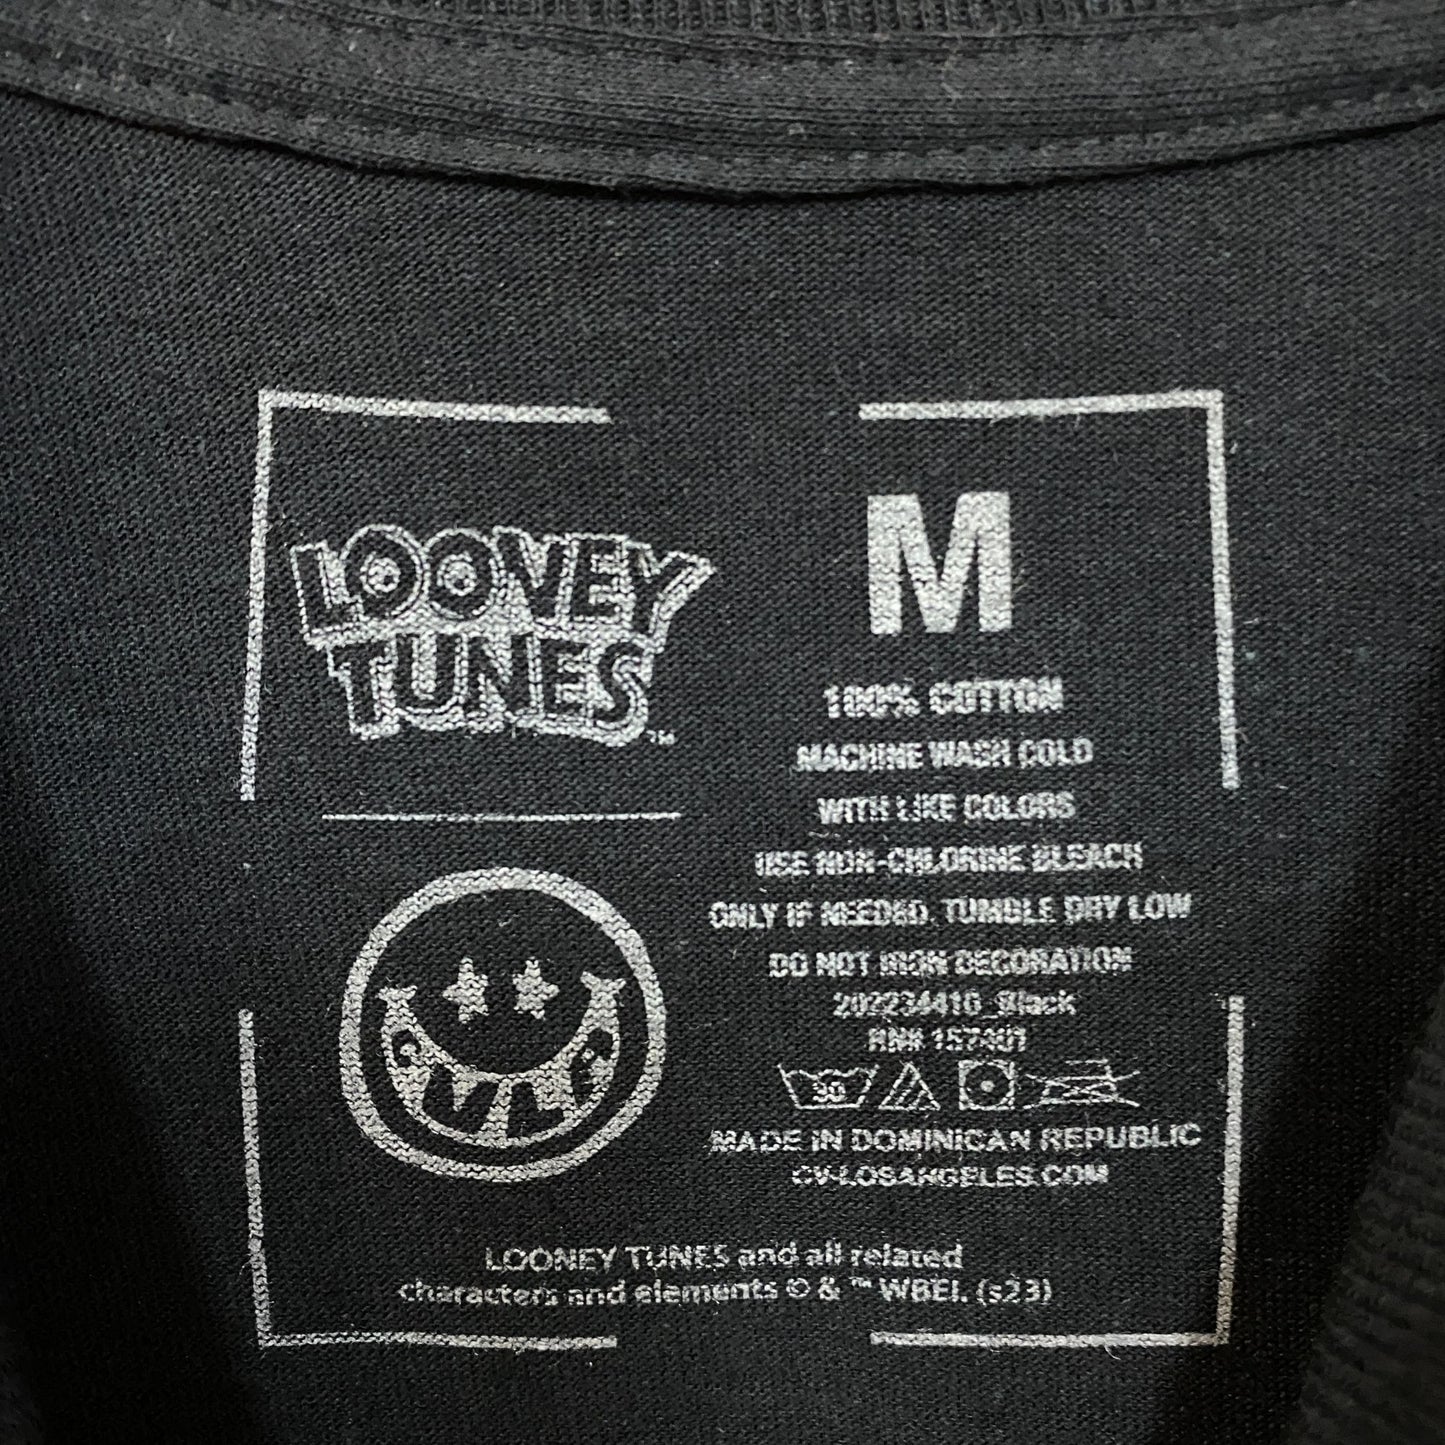 LOONEY
TUNES™
M
100% COTTON
MACHINE WASH COLD
WITH LIKE COLORS
USE NON-CHLORINE BLEACH
ONLY IF NEEDED. TUMBLE DRY LOW
DO NOT IRON DECORATION
202234410_Black
RN#
30
MADE IN DOMINICAN REPUBLIC
CV-LOSANGELES.COM
LOONEY TUNES and all related
characters and elements © & ™ WBEI. (s23)